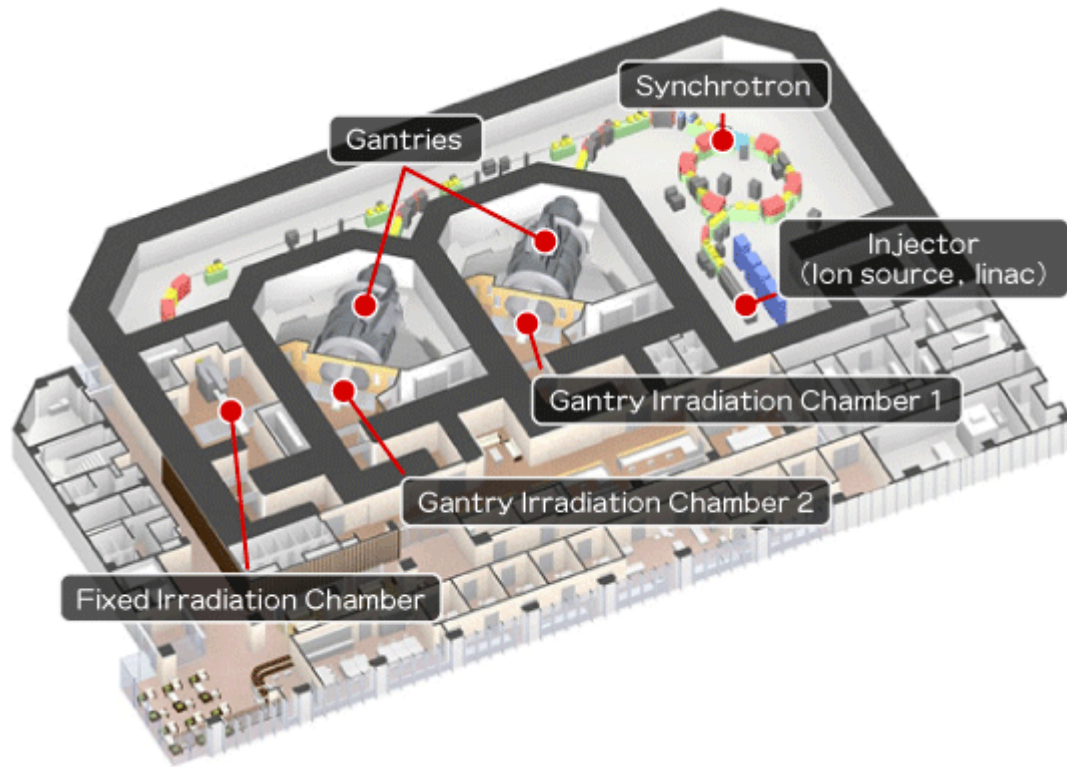 Synchrotron
Gantries
Injector
(Ion source, linac)
Gantry Irradiation Chamber 1
Gantry Irradiation Chamber 2
Fixed Irradiation Chamber